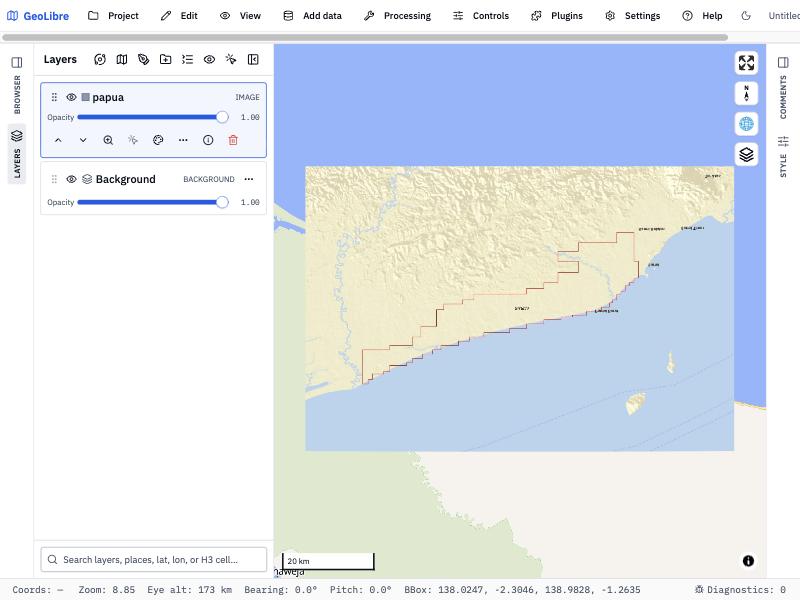 GeoLibre
Project
Edit
View
Add data
Processing
Controls
Plugins
Settings
Help
Untitled
Layers
BROWSER
LAYERS
papua
IMAGE
Opacity
1.00
Background
BACKGROUND
Opacity
1.00
Search layers, places, lat, lon, or H3 cell...
COMMENTS
STYLE
N
20 km
naweja
Coords: —
Zoom: 8.85
Eye alt: 173 km
Bearing: 0.0°
Pitch: 0.0°
BBox: 138.0247, -2.3046, 138.9828, -1.2635
Diagnostics: 0